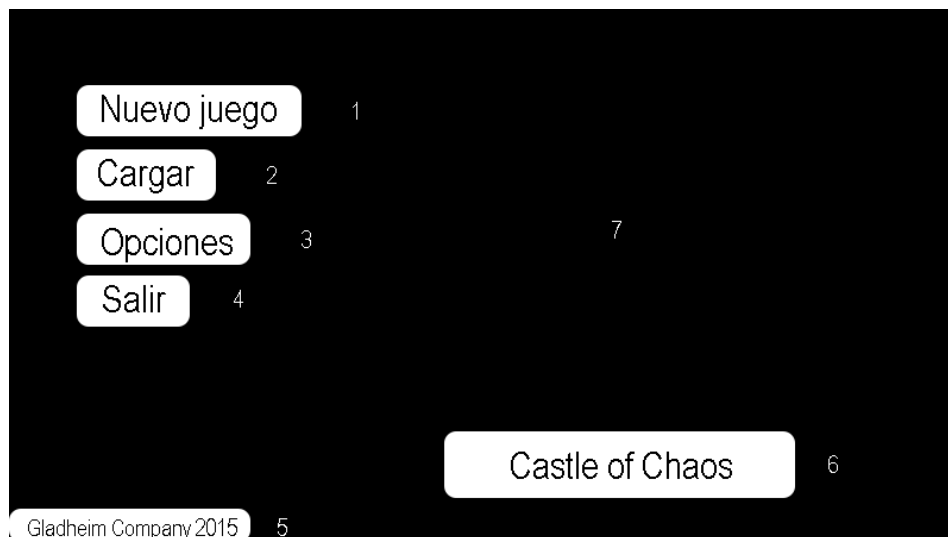 Nuevo juego 1
Cargar 2
Opciones 3
7
Salir 4
Castle of Chaos 6
Gladheim Company 2015 5